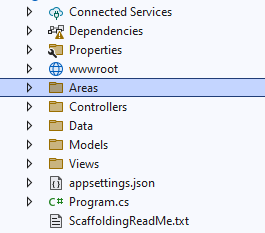 Connected Services
Dependencies
Properties
wwwroot
Areas
Controllers
Data
Models
Views
appsettings.json
C# Program.cs
ScaffoldingReadMe.txt